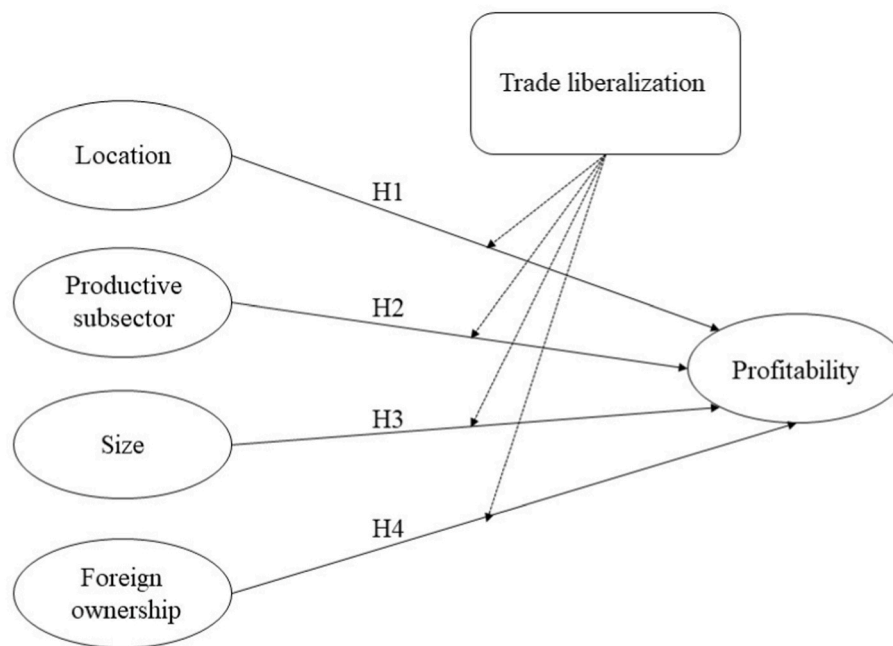 Trade liberalization
Location
H1
Productive
subsector
H2
Profitability
Size
H3
H4
Foreign
ownership